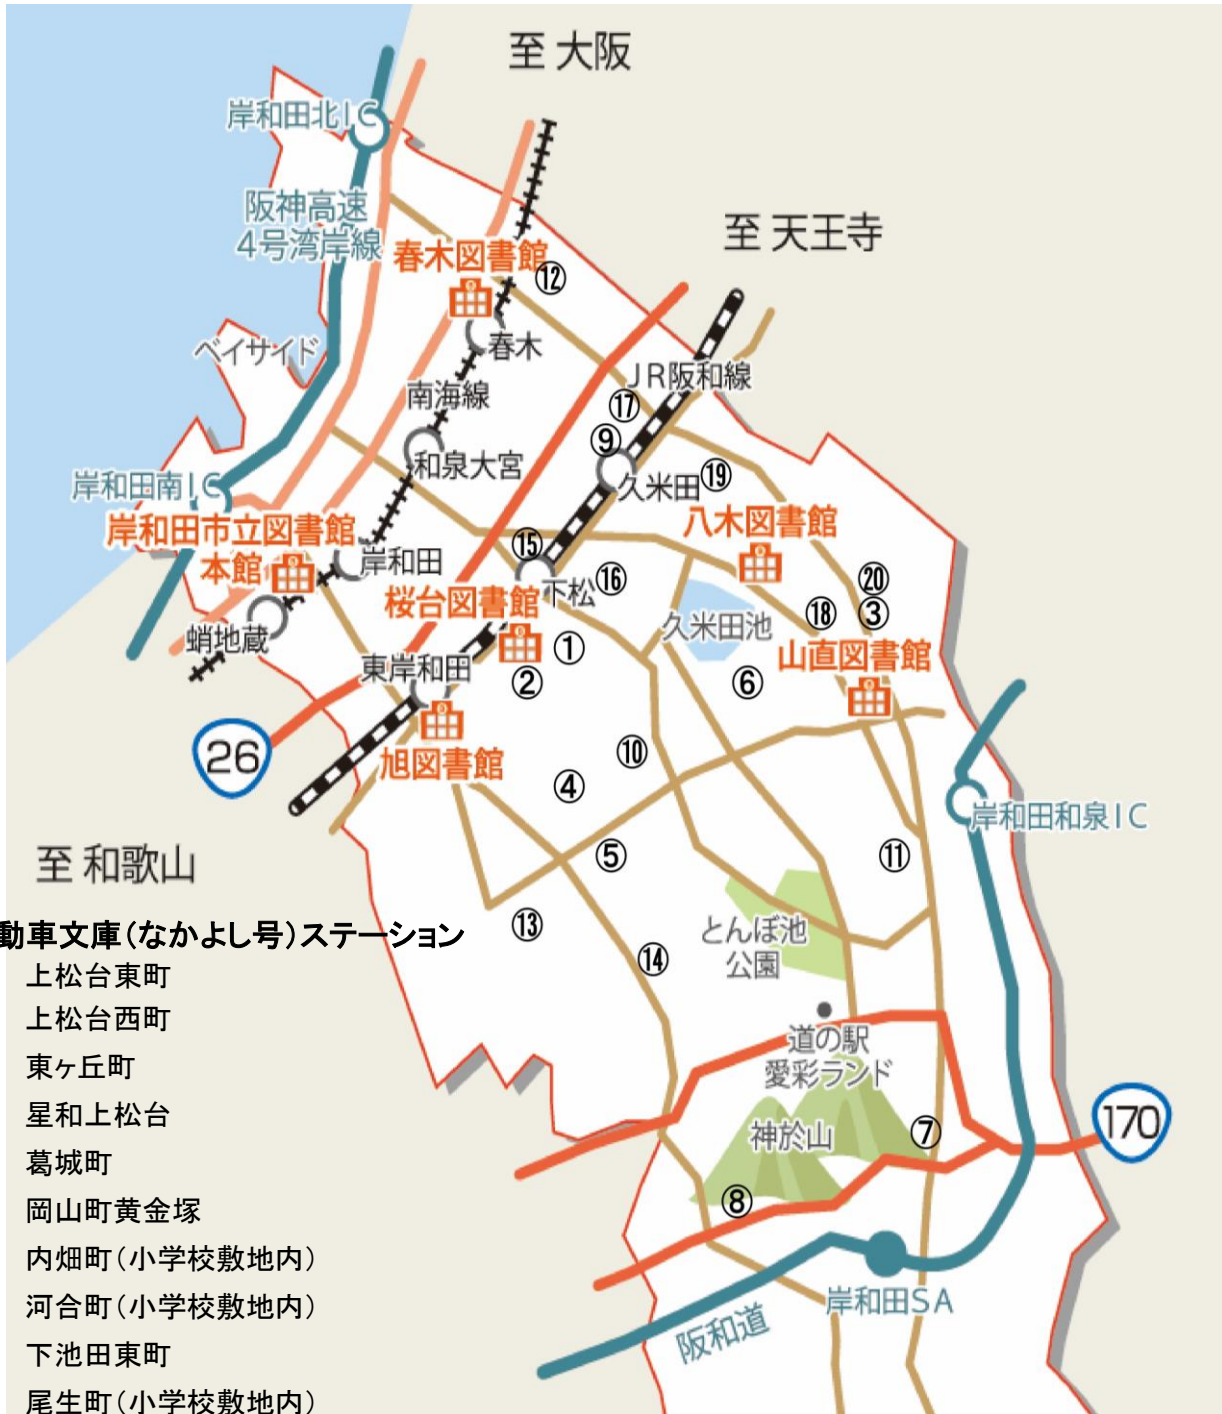 至 大阪
岸和田北IC
阪神高速
4号湾岸線
至 天王寺
春木図書館
⑫
春木
ベイサイド
JR阪和線
南海線
⑰
⑨
和泉大宮
久米田
⑲
岸和田南IC
八木図書館
岸和田市立図書館
本館
岸和田
⑮
下松
⑯
⑳
桜台図書館
久米田池
⑱
③
蛸地蔵
①
山直図書館
東岸和田
②
⑥
26
旭図書館
⑩
④
岸和田和泉IC
至 和歌山
⑤
⑪
動車文庫(なかよし号)ステーション
⑬
とんぼ池
公園
⑭
上松台東町
上松台西町
道の駅
愛彩ランド
東ヶ丘町
星和上松台
神於山
⑦
170
葛城町
⑧
岡山町黄金塚
内畑町(小学校敷地内)
河合町(小学校敷地内)
岸和田SA
阪和道
下池田東町
尾生町(小学校敷地内)